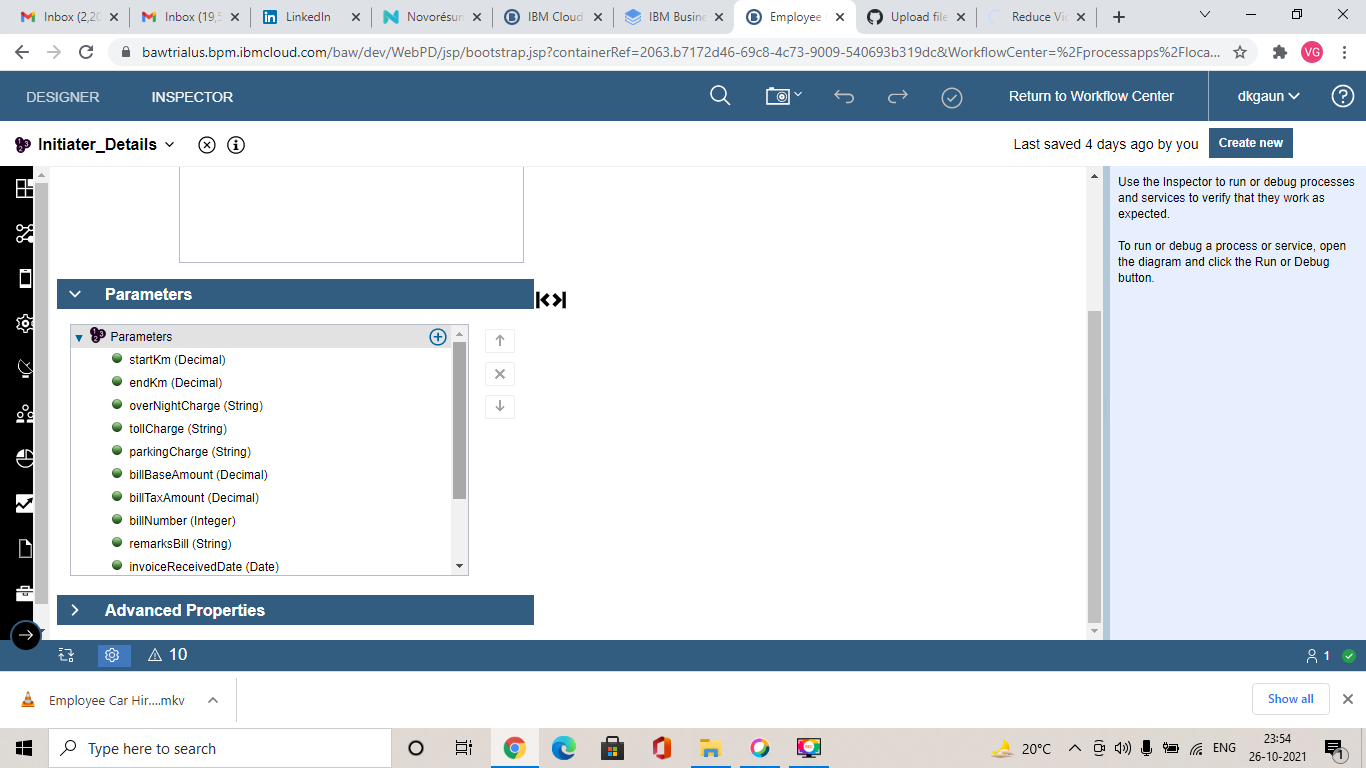 Inbox (2,20
Inbox (19,5
LinkedIn
Novorésum
IBM Cloud
IBM Busine
Employee
Upload file
Reduce Vid
bawtrialus.bpm.ibmcloud.com/baw/dev/WebPD/jsp/bootstrap.jsp?containerRef=2063.b7172d46-69c8-4c73-9009-540693b319dc&WorkflowCenter=%2Fprocessapps%2Floca...
VG
DESIGNER
INSPECTOR
Return to Workflow Center
dkgaun
Initiater_Details
Last saved 4 days ago by you
Create new
Use the Inspector to run or debug processes
and services to verify that they work as
expected.
To run or debug a process or service, open
the diagram and click the Run or Debug
button.
Parameters
Parameters
startKm (Decimal)
endKm (Decimal)
overNightCharge (String)
tollCharge (String)
parkingCharge (String)
billBaseAmount (Decimal)
billTaxAmount (Decimal)
billNumber (Integer)
remarksBill (String)
invoiceReceivedDate (Date)
Advanced Properties
10
1
Employee Car Hir....mkv
Show all
Type here to search
20°C
ENG
23:54
26-10-2021
1